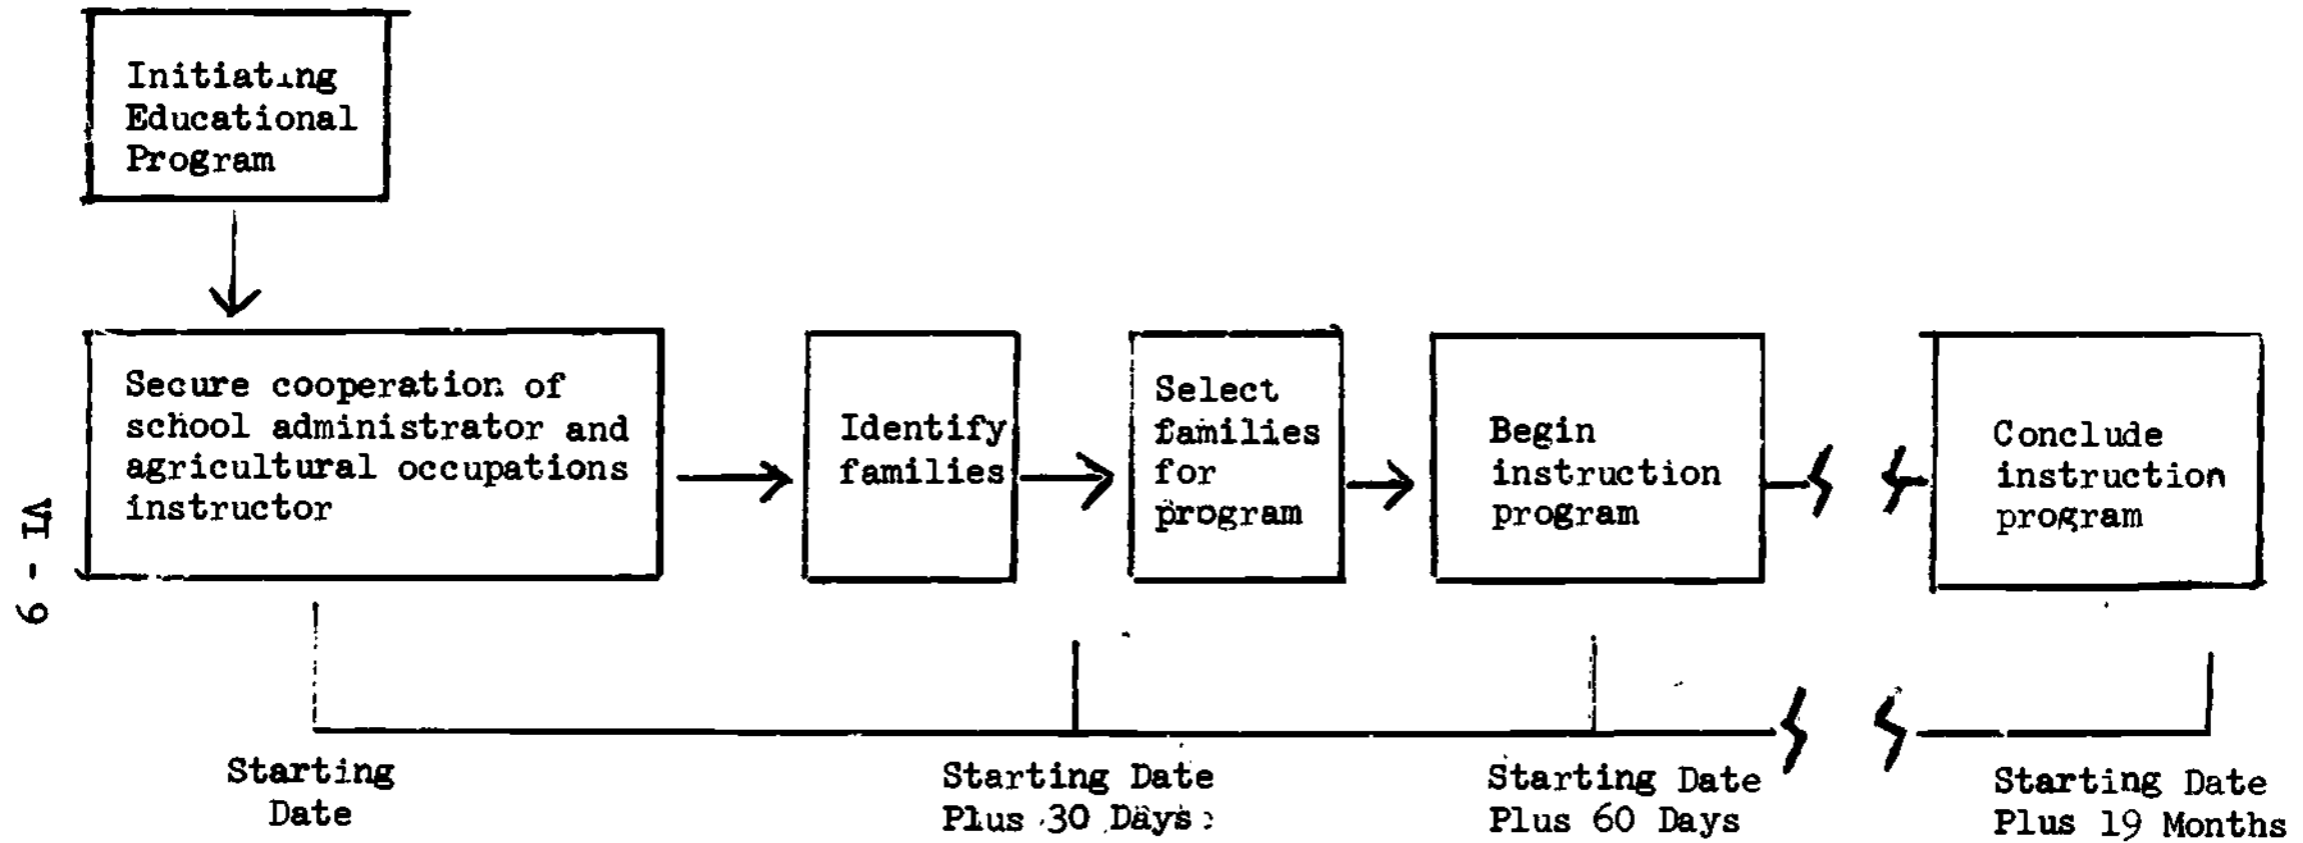 Initiating
Educational
Program
Secure cooperation of
school administrator and
agricultural occupations
instructor
Identify
families
Select
families
for
program
Begin
instruction
program
Conclude
instruction
program
VI - 9
Starting
Date
Starting Date
Plus 30 Days
Starting Date
Plus 60 Days
Starting Date
Plus 19 Months